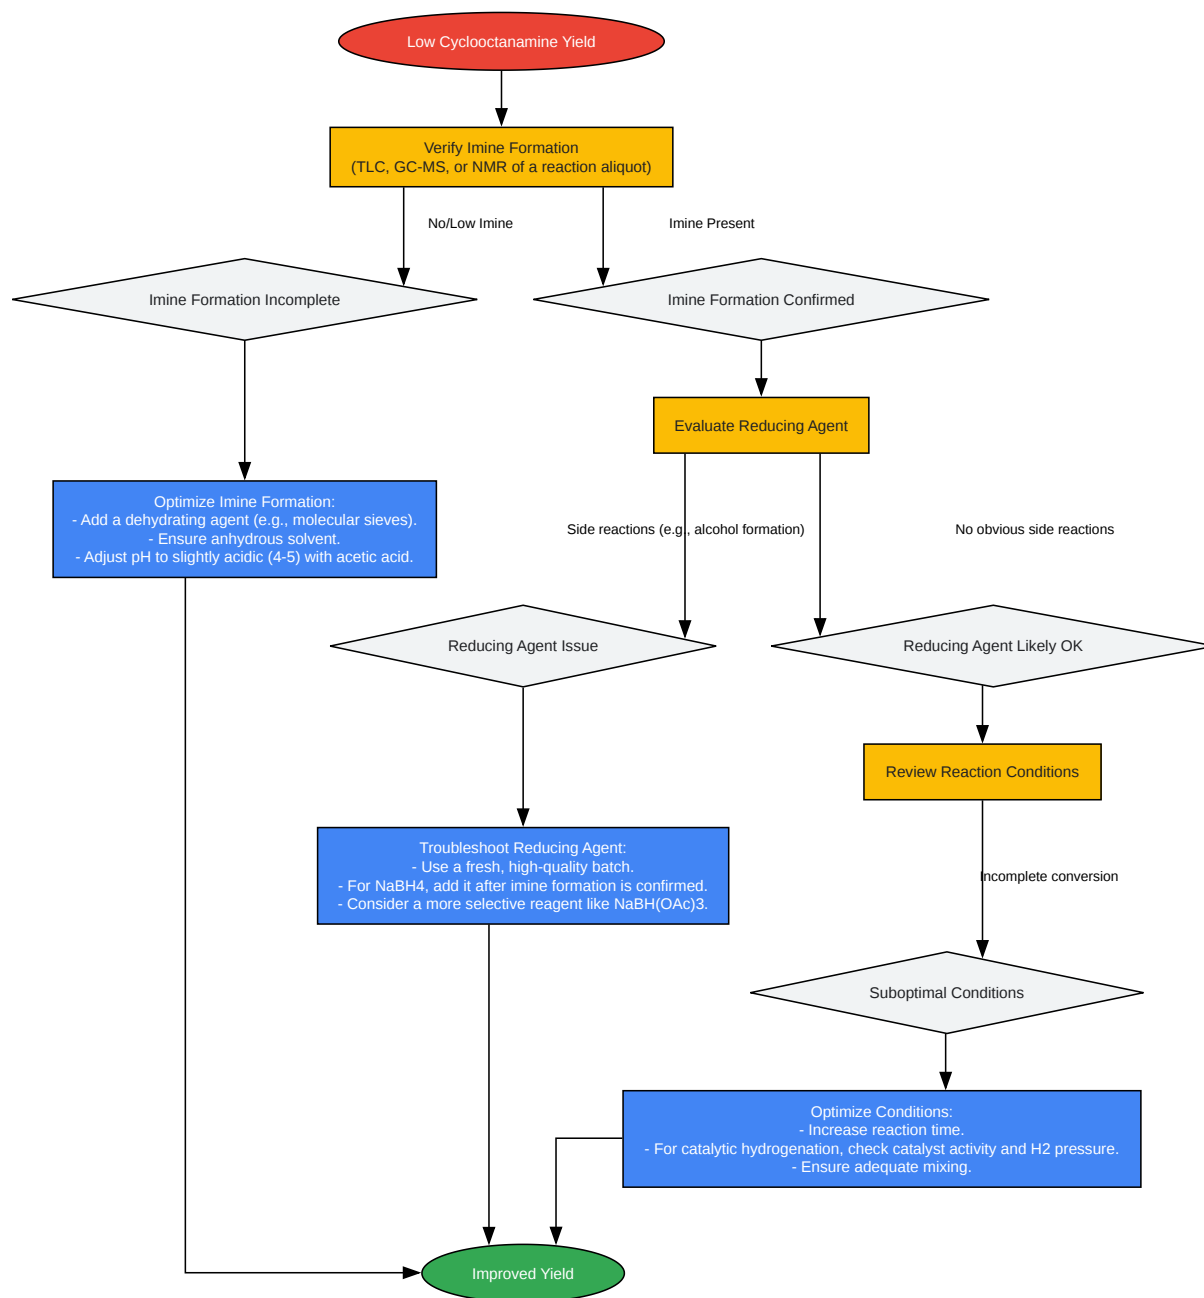 Low Cyclooctanamine Yield
Verify Imine Formation
(TLC, GC-MS, or NMR of a reaction aliquot)
No/Low Imine
Imine Present
Imine Formation Incomplete
Imine Formation Confirmed
Evaluate Reducing Agent
Optimize Imine Formation:
- Add a dehydrating agent (e.g., molecular sieves).
- Ensure anhydrous solvent.
- Adjust pH to slightly acidic (4-5) with acetic acid.
Side reactions (e.g., alcohol formation)
No obvious side reactions
Reducing Agent Issue
Reducing Agent Likely OK
Review Reaction Conditions
Troubleshoot Reducing Agent:
- Use a fresh, high-quality batch.
- For NaBH4, add it after imine formation is confirmed.
- Consider a more selective reagent like NaBH(OAc)3.
Incomplete conversion
Suboptimal Conditions
Optimize Conditions:
- Increase reaction time.
- For catalytic hydrogenation, check catalyst activity and H2 pressure.
- Ensure adequate mixing.
Improved Yield